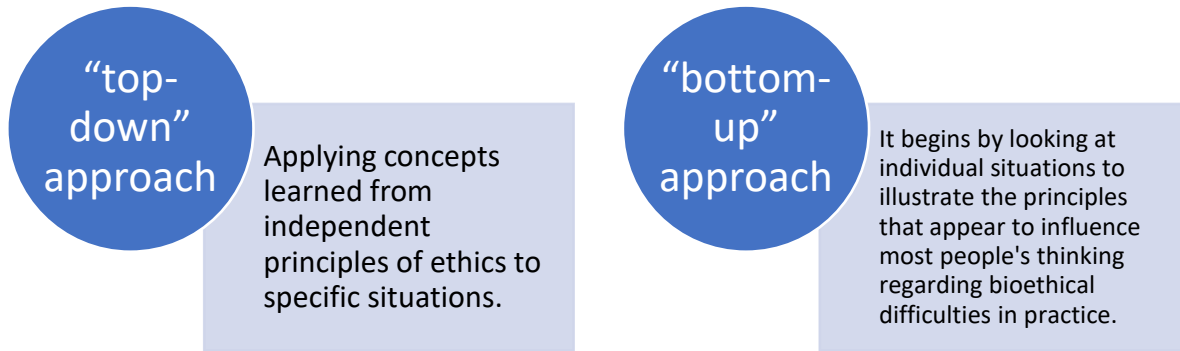 “top-
down”
approach
Applying concepts
learned from
independent
principles of ethics to
specific situations.
“bottom-
up”
approach
It begins by looking at
individual situations to
illustrate the principles
that appear to influence
most people's thinking
regarding bioethical
difficulties in practice.